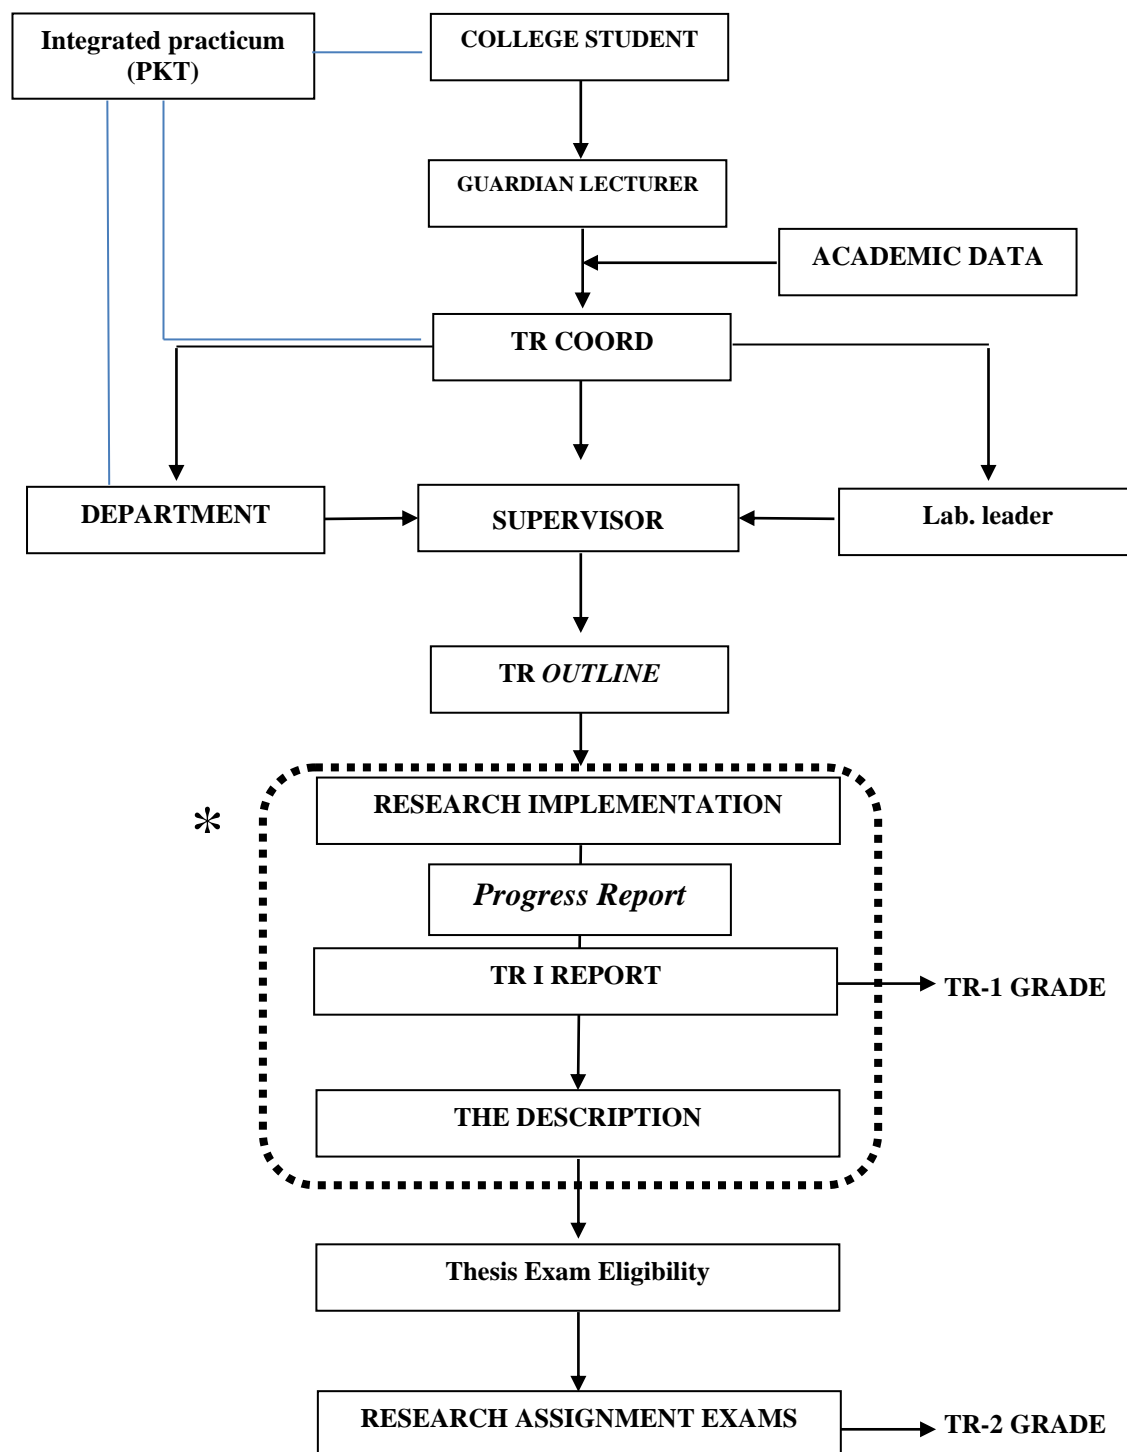 Integrated practicum
(PKT)
COLLEGE STUDENT
GUARDIAN LECTURER
ACADEMIC DATA
TR COORD
DEPARTMENT
SUPERVISOR
Lab. leader
TR OUTLINE
*
RESEARCH IMPLEMENTATION
Progress Report
TR I REPORT
TR-1 GRADE
THE DESCRIPTION
Thesis Exam Eligibility
RESEARCH ASSIGNMENT EXAMS
TR-2 GRADE